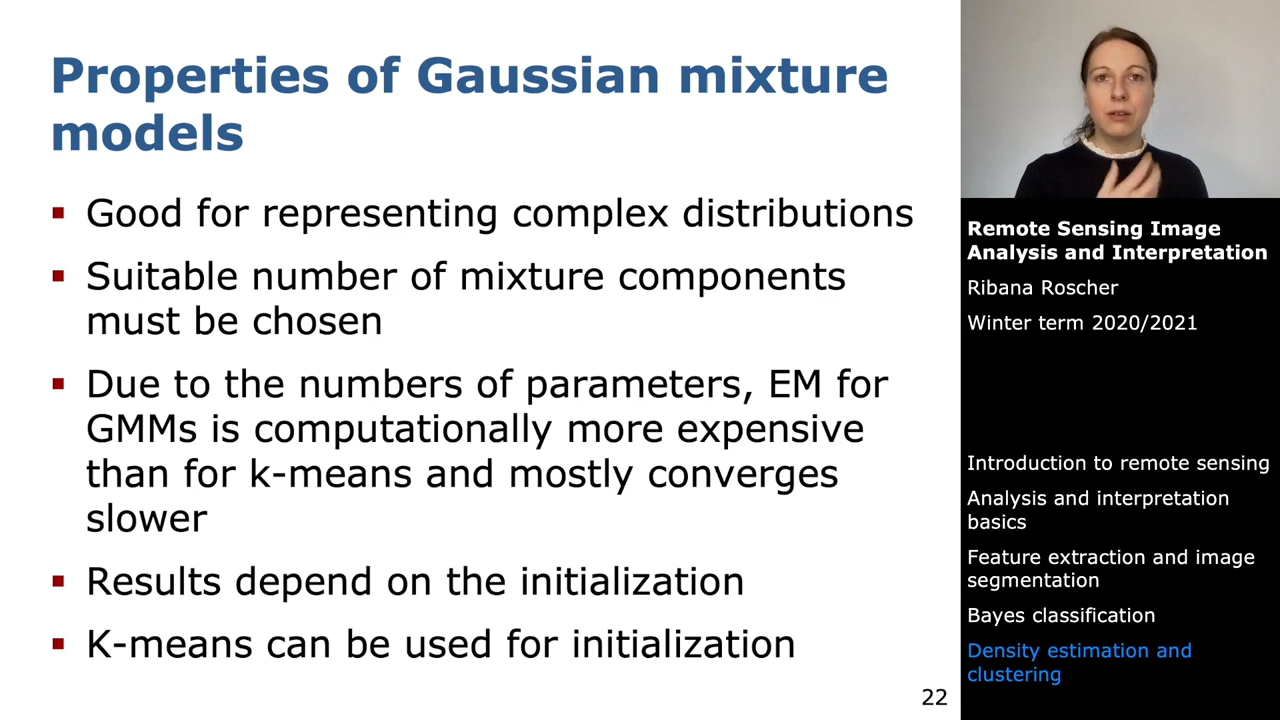 Properties of Gaussian mixture
models
▪ Good for representing complex distributions
▪ Suitable number of mixture components
must be chosen
▪ Due to the numbers of parameters, EM for
GMMs is computationally more expensive
than for k-means and mostly converges
slower
▪ Results depend on the initialization
▪ K-means can be used for initialization
22
Remote Sensing Image
Analysis and Interpretation
Ribana Roscher
Winter term 2020/2021
Introduction to remote sensing
Analysis and interpretation
basics
Feature extraction and image
segmentation
Bayes classification
Density estimation and
clustering